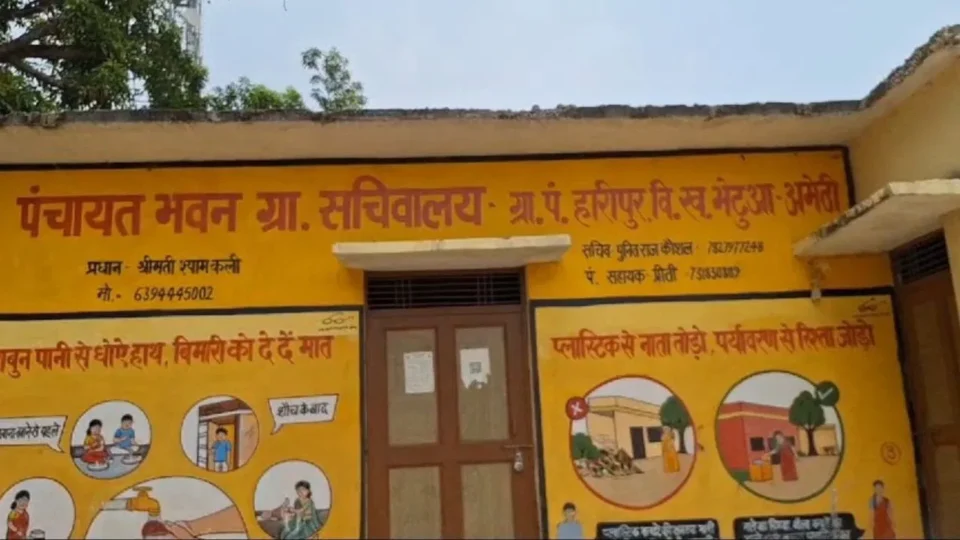 पंचायत भवन ग्रा. सचिवालय - ग्रा. पं. हरिपुर वि. ख. भेटुआ - अमेठी
प्रधान - श्रीमती श्याम कली
मो.- 6394445002
सचिव पुनित राज कौशल -
पं. सहायक - प्रीती -
बुन पानी से धोऐ हाथ, बिमारी को दे दें मात
प्लास्टिक से नाता तोड़ो, पर्यावरण से रिश्ता जोड़ो
शौच के बाद